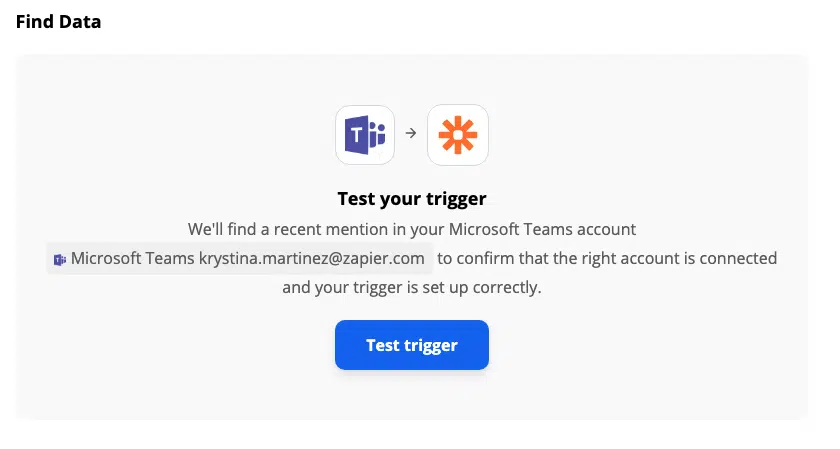 Find Data
T
Test your trigger
We'll find a recent mention in your Microsoft Teams account
Microsoft Teams krystina.martinez@zapier.com to confirm that the right account is connected
and your trigger is set up correctly.
Test trigger